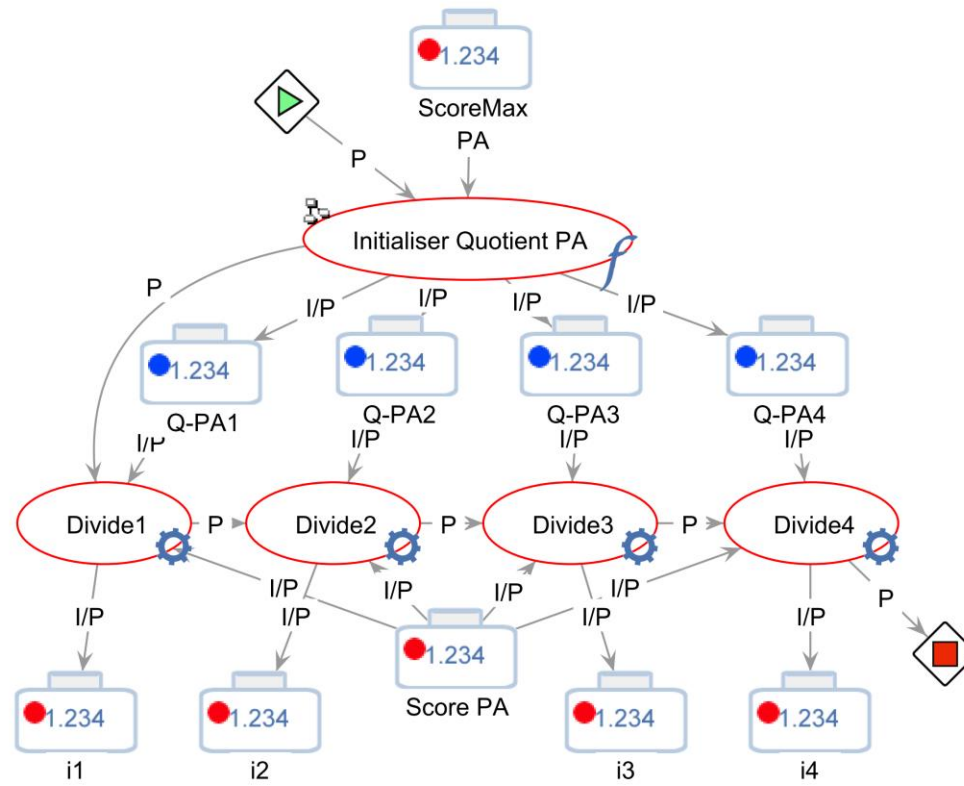 1.234
ScoreMax
PA
P
Initialiser Quotient PA
P
I/P
I/P
I/P
I/P
1.234
1.234
1.234
1.234
Q-PA1
Q-PA2
Q-PA3
Q-PA4
I/P
I/P
I/P
I/P
Divide1
P
Divide2
P
Divide3
P
Divide4
I/P
I/P
I/P
I/P
P
I/P
I/P
I/P
I/P
1.234
Score PA
1.234
1.234
1.234
1.234
i1
i2
i3
i4